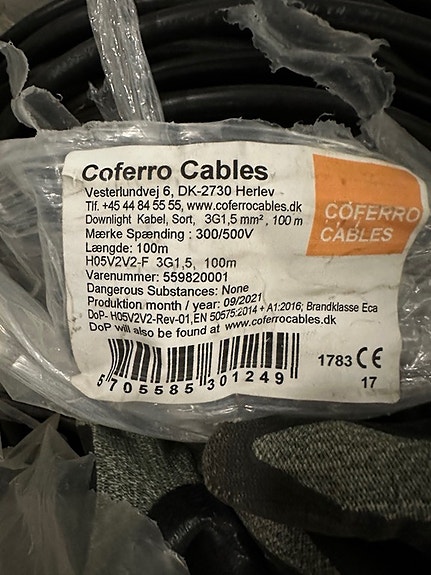 Coferro Cables
Vesterlundvej 6, DK-2730 Herlev
Tlf. +45 44 84 55 55, www.coferrocables.dk
Downlight Kabel, Sort, 3G1,5 mm², 100 m
Mærke Spænding : 300/500V
Længde: 100m
H05V2V2-F 3G1,5, 100m
Varenummer: 559820001
Dangerous Substances: None
Produktion month / year: 09/2021
DoP- H05V2V2-Rev-01,EN 50575:2014 + A1:2016; Brandklasse Eca
DoP will also be found at www.coferrocables.dk
5 705585 301249
COFERRO
CABLES
1783 CE
17